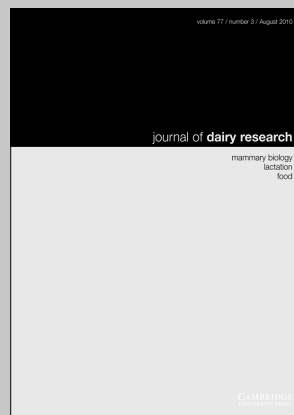 volume 77 / number 3 / August 2010
journal of dairy research
mammary biology
lactation
food
CAMBRIDGE
UNIVERSITY PRESS